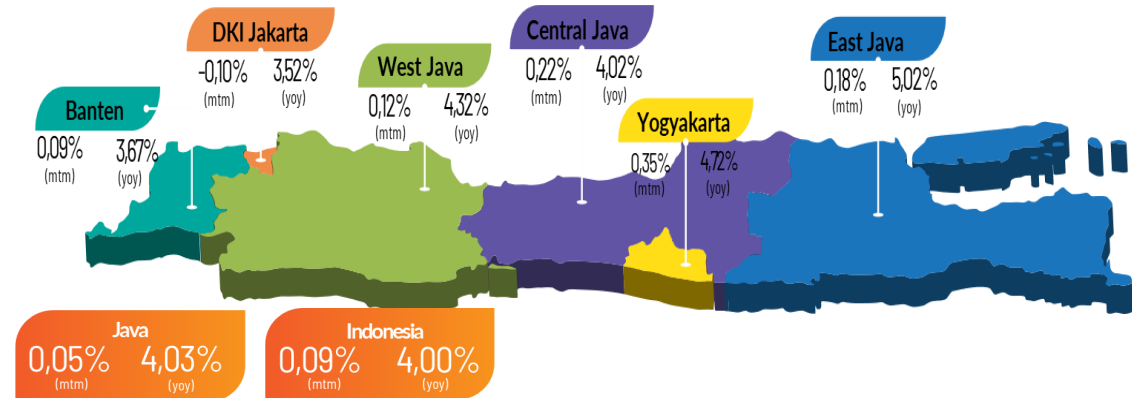 DKI Jakarta
-0,10% 3,52%
(mtm) (yoy)
Central Java
0,22% 4,02%
(mtm) (yoy)
East Java
0,18% 5,02%
(mtm) (yoy)
West Java
0,12% 4,32%
(mtm) (yoy)
Banten
0,09% 3,67%
(mtm) (yoy)
Yogyakarta
0,35% 4,72%
(mtm) (yoy)
Java
0,05% 4,03%
(mtm) (yoy)
Indonesia
0,09% 4,00%
(mtm) (yoy)